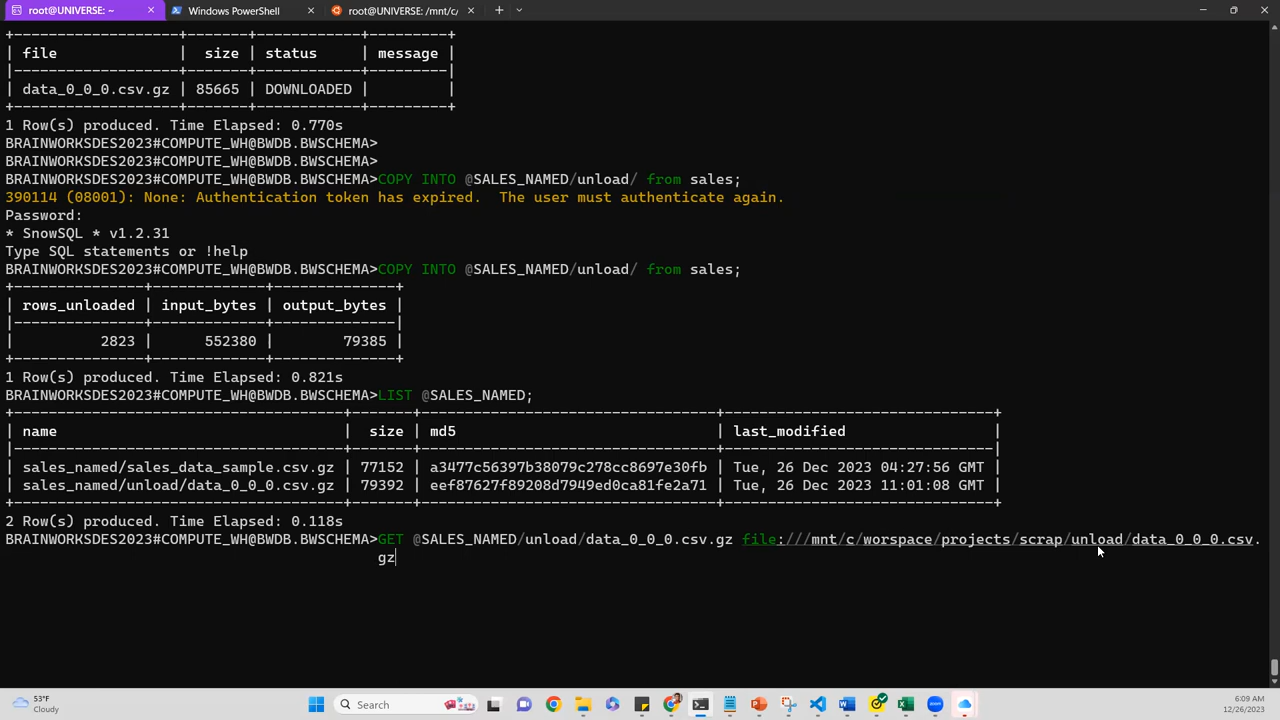 root@UNIVERSE: ~
Windows PowerShell
root@UNIVERSE: /mnt/c/
| file | size | status | message |
| data_0_0_0.csv.gz | 85665 | DOWNLOADED | |
1 Row(s) produced. Time Elapsed: 0.770s
BRAINWORKSDES2023#COMPUTE_WH@BWDB.BWSCHEMA>
BRAINWORKSDES2023#COMPUTE_WH@BWDB.BWSCHEMA>
BRAINWORKSDES2023#COMPUTE_WH@BWDB.BWSCHEMA>COPY INTO @SALES_NAMED/unload/ from sales;
390114 (08001): None: Authentication token has expired.  The user must authenticate again.
Password:
* SnowSQL * v1.2.31
Type SQL statements or !help
BRAINWORKSDES2023#COMPUTE_WH@BWDB.BWSCHEMA>COPY INTO @SALES_NAMED/unload/ from sales;
| rows_unloaded | input_bytes | output_bytes |
| 2823 | 552380 | 79385 |
1 Row(s) produced. Time Elapsed: 0.821s
BRAINWORKSDES2023#COMPUTE_WH@BWDB.BWSCHEMA>LIST @SALES_NAMED;
| name | size | md5 | last_modified |
| sales_named/sales_data_sample.csv.gz | 77152 | a3477c56397b38079c278cc8697e30fb | Tue, 26 Dec 2023 04:27:56 GMT |
| sales_named/unload/data_0_0_0.csv.gz | 79392 | eef87627f89208d7949ed0ca81fe2a71 | Tue, 26 Dec 2023 11:01:08 GMT |
2 Row(s) produced. Time Elapsed: 0.118s
BRAINWORKSDES2023#COMPUTE_WH@BWDB.BWSCHEMA>GET @SALES_NAMED/unload/data_0_0_0.csv.gz file:///mnt/c/worspace/projects/scrap/unload/data_0_0_0.csv.
gz
53°F
Cloudy
Search
6:09 AM
12/26/2023